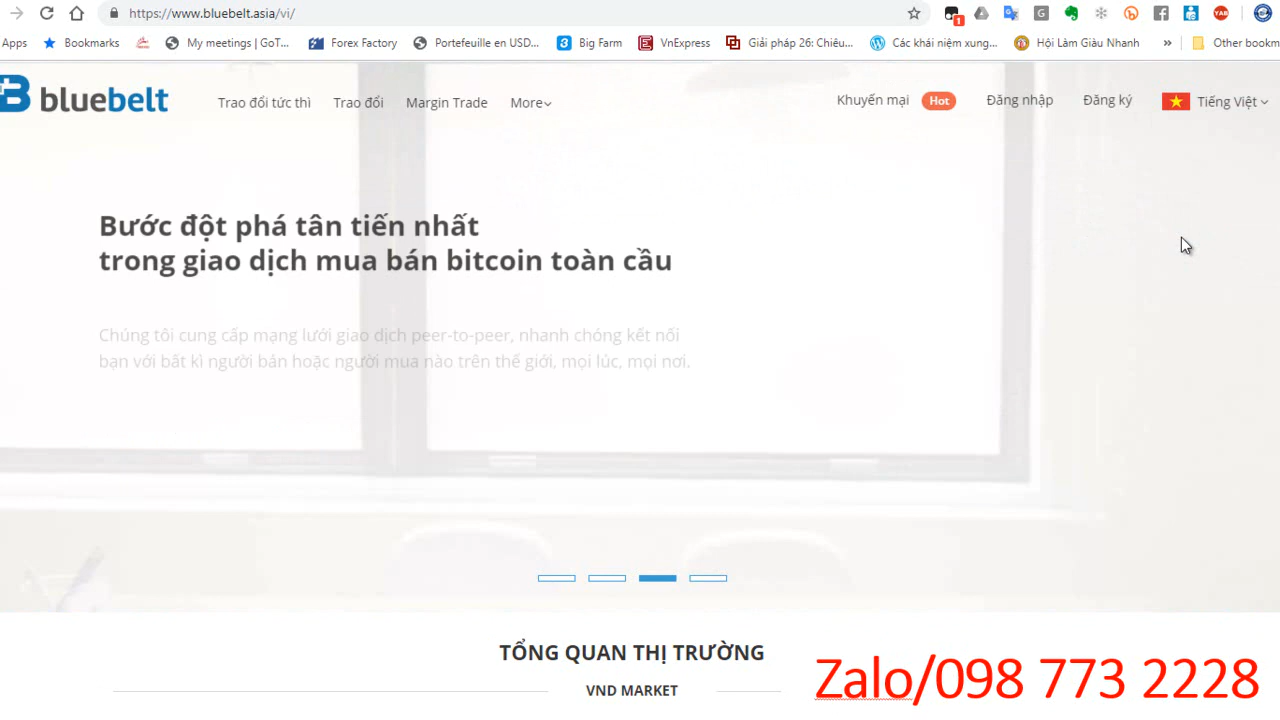 https://www.bluebelt.asia/vi/
1
G
YAB
Apps
Bookmarks
My meetings | GoT...
Forex Factory
Portefeuille en USD...
3
Big Farm
VnExpress
Giải pháp 26: Chiêu...
Các khái niệm xung...
Hội Làm Giàu Nhanh
»
Other bookm
B bluebelt
Trao đổi tức thì
Trao đổi
Margin Trade
More
Khuyến mại
Hot
Đăng nhập
Đăng ký
Tiếng Việt
Bước đột phá tân tiến nhất
trong giao dịch mua bán bitcoin toàn cầu
Chúng tôi cung cấp mạng lưới giao dịch peer-to-peer, nhanh chóng kết nối
bạn với bất kì người bán hoặc người mua nào trên thế giới, mọi lúc, mọi nơi.
TỔNG QUAN THỊ TRƯỜNG
VND MARKET
Zalo/098 773 2228